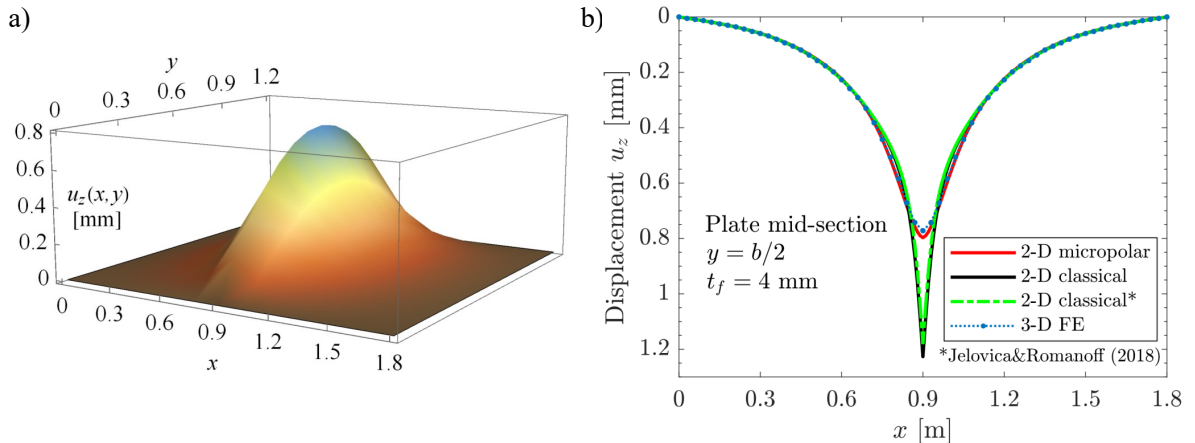 a)
y
0 0.3 0.6 0.9 1.2
0.8
0.6
u_z(x,y)
[mm]
0.4
0.2
0
0 0.3 0.6 0.9 1.2 1.5 1.8
x
b)
Displacement u_z [mm]
0
0.2
0.4
0.6
0.8
1
1.2
Plate mid-section
y = b/2
t_f = 4 mm
2-D micropolar
2-D classical
2-D classical*
3-D FE
*Jelovica&Romanoff (2018)
0 0.3 0.6 0.9 1.2 1.5 1.8
x [m]